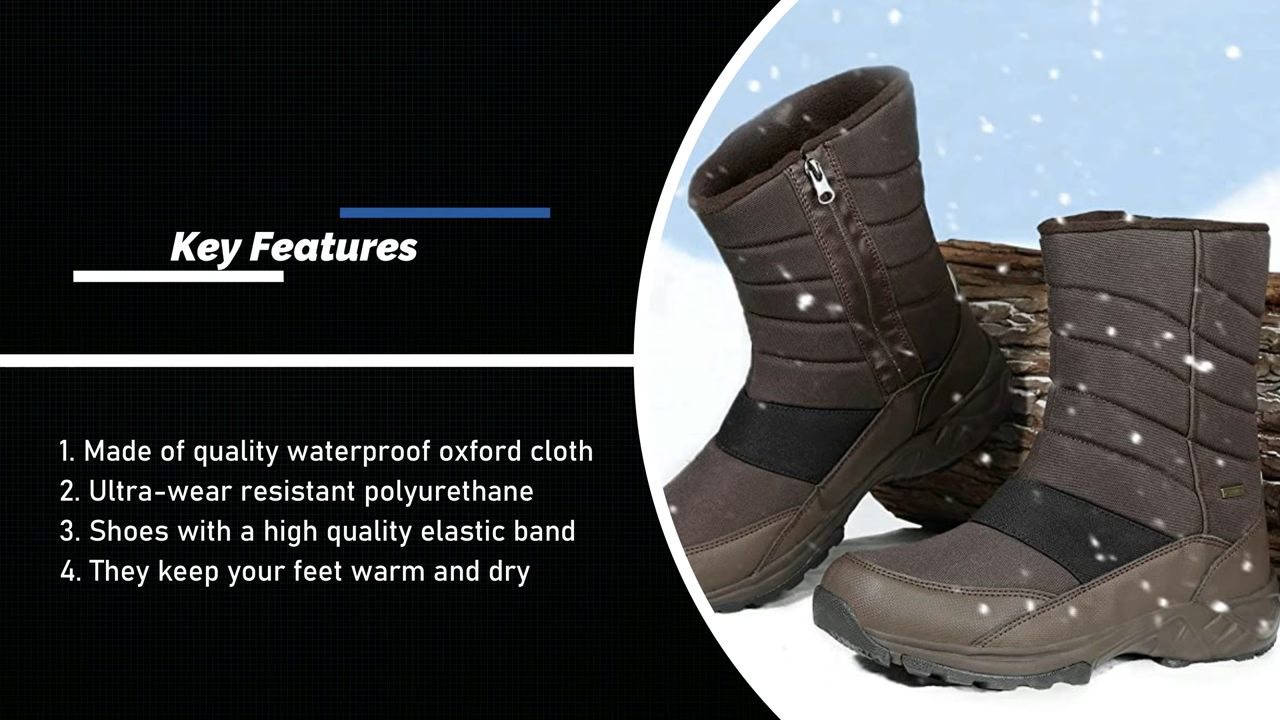 Key Features
1. Made of quality waterproof oxford cloth
2. Ultra-wear resistant polyurethane
3. Shoes with a high quality elastic band
4. They keep your feet warm and dry